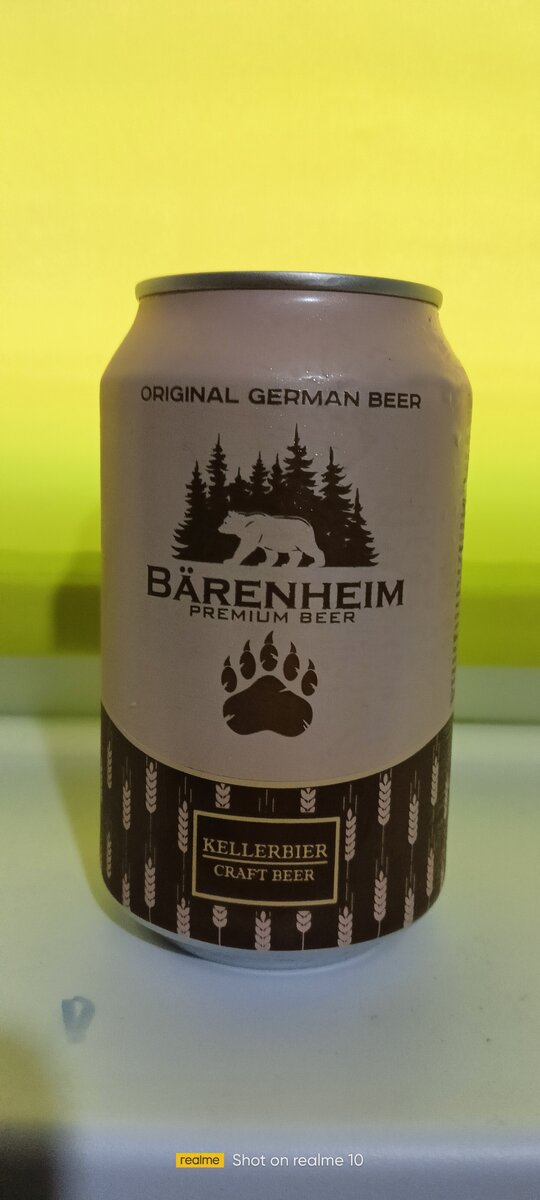 ORIGINAL GERMAN BEER
BÄRENHEIM
PREMIUM BEER
KELLERBIER
CRAFT BEER
realme Shot on realme 10